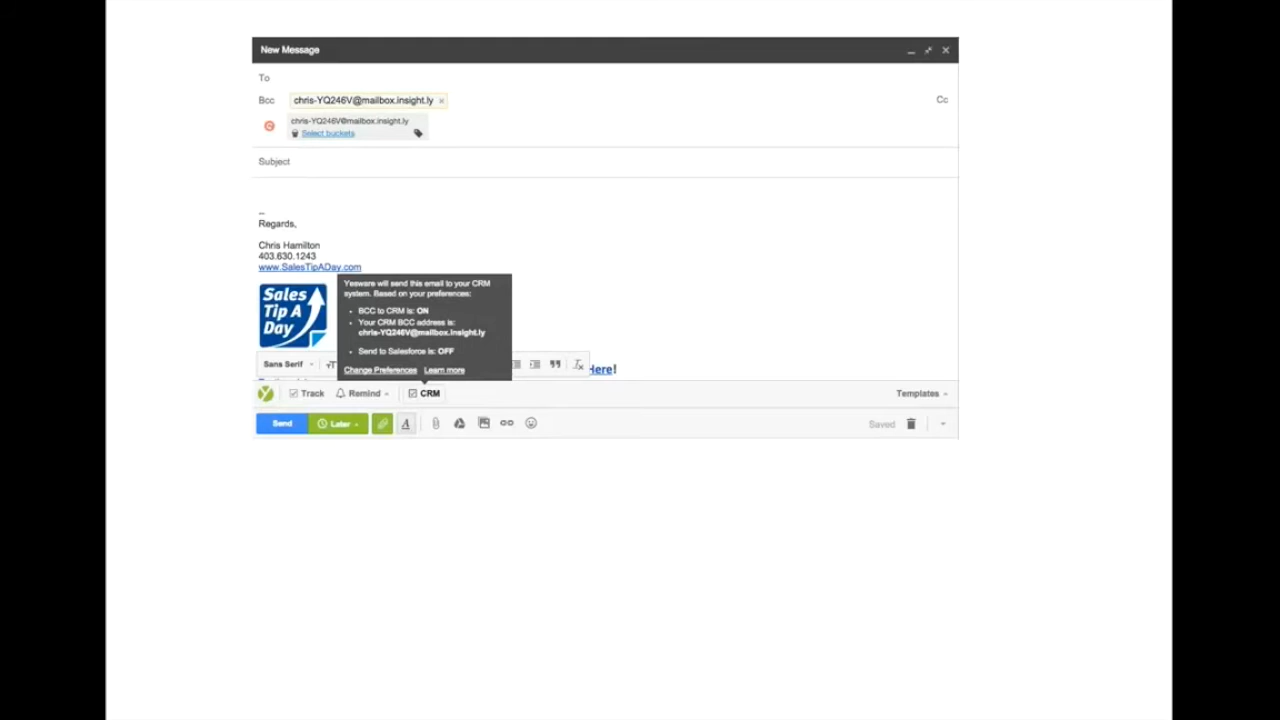 New Message
To
Bcc chris-YQ246V@mailbox.insight.ly × Cc
chris-YQ246V@mailbox.insight.ly
Select buckets
Subject
--
Regards,
Chris Hamilton
403.630.1243
www.SalesTipADay.com
Sales
Tip A
Day
Yesware will send this email to your CRM
system. Based on your preferences:
• BCC to CRM is: ON
• Your CRM BCC address is:
chris-YQ246V@mailbox.insight.ly
• Send to Salesforce is: OFF
Change Preferences Learn more
Sans Serif Here!
Track Remind CRM Templates
Send Later Saved